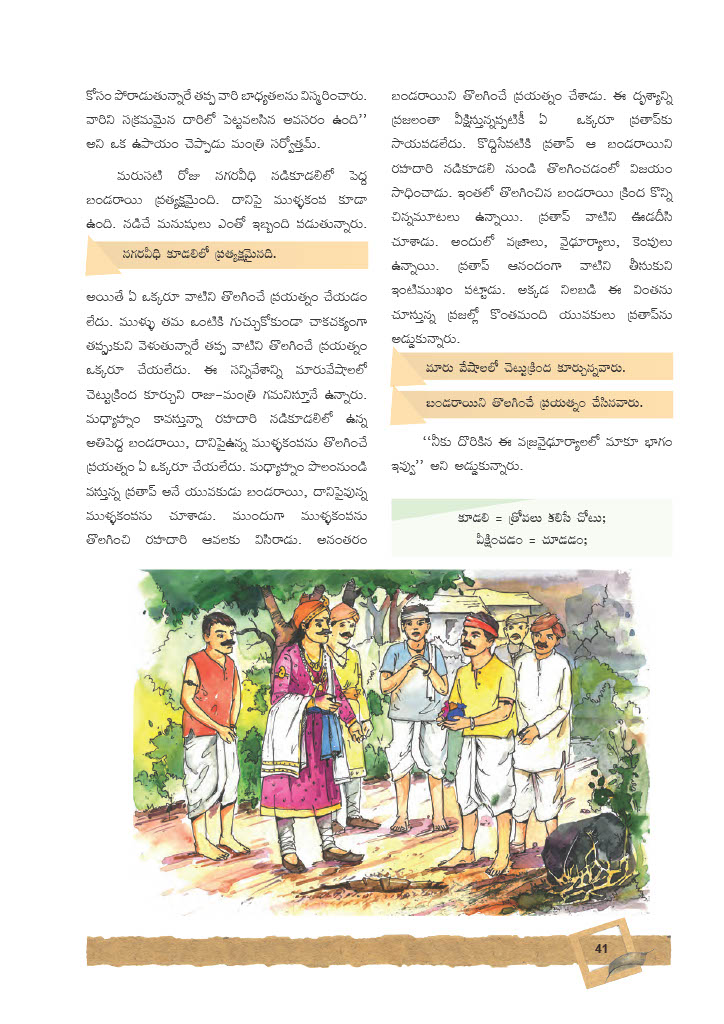 కోసం పోరాడుతున్నారే తప్ప వారి బాధ్యతలను విస్మరించారు.
వారిని సక్రమమైన దారిలో పెట్టవలసిన అవసరం ఉంది’’
అని ఒక ఉపాయం చెప్పాడు మంత్రి సర్వోత్తమ్.
మరుసటి రోజు నగరవీధి నడికూడలిలో పెద్ద
బండరాయి ప్రత్యక్షమైంది. దానిపై ముళ్ళకంప కూడా
ఉంది. నడిచే మనుషులు ఎంతో ఇబ్బంది పడుతున్నారు.
నగరవీధి కూడలిలో ప్రత్యక్షమైనది.
అయితే ఏ ఒక్కరూ వాటిని తొలగించే ప్రయత్నం చేయడం
లేదు. ముళ్ళు తమ ఒంటికి గుచ్చుకోకుండా చాకచక్యంగా
తప్పుకుని వెళుతున్నారే తప్ప వాటిని తొలగించే ప్రయత్నం
ఒక్కరూ చేయలేదు. ఈ సన్నివేశాన్ని మారువేషాలలో
చెట్టుక్రింద కూర్చుని రాజు-మంత్రి గమనిస్తూనే ఉన్నారు.
మధ్యాహ్నం కావస్తున్నా రహదారి నడికూడలిలో ఉన్న
అతిపెద్ద బండరాయి, దానిపైఉన్న ముళ్ళకంపను తొలగించే
ప్రయత్నం ఏ ఒక్కరూ చేయలేదు. మధ్యాహ్నం పొలంనుండి
వస్తున్న ప్రతాప్ అనే యువకుడు బండరాయి, దానిపైవున్న
ముళ్ళకంపను చూశాడు. ముందుగా ముళ్ళకంపను
తొలగించి రహదారి ఆవలకు విసిరాడు. అనంతరం
బండరాయిని తొలగించే ప్రయత్నం చేశాడు. ఈ దృశ్యాన్ని
ప్రజలంతా వీక్షిస్తున్నప్పటికీ ఏ ఒక్కరూ ప్రతాప్‌కు
సాయపడలేదు. కొద్దిసేపటికి ప్రతాప్ ఆ బండరాయిని
రహదారి నడికూడలి నుండి తొలగించడంలో విజయం
సాధించాడు. ఇంతలో తొలగించిన బండరాయి క్రింద కొన్ని
చిన్నమూటలు ఉన్నాయి. ప్రతాప్ వాటిని ఊడదీసి
చూశాడు. అందులో వజ్రాలు, వైఢూర్యాలు, కెంపులు
ఉన్నాయి. ప్రతాప్ ఆనందంగా వాటిని తీసుకుని
ఇంటిముఖం పట్టాడు. అక్కడ నిలబడి ఈ వింతను
చూస్తున్న ప్రజల్లో కొంతమంది యువకులు ప్రతాప్‌ను
అడ్డుకున్నారు.
మారు వేషాలలో చెట్టుక్రింద కూర్చున్నవారు.
బండరాయిని తొలగించే ప్రయత్నం చేసినవారు.
‘‘నీకు దొరికిన ఈ వజ్రవైఢూర్యాలలో మాకూ భాగం
ఇవ్వు’’ అని అడ్డుకున్నారు.
కూడలి = త్రోవలు కలిసే చోటు;
వీక్షించడం = చూడడం;
41